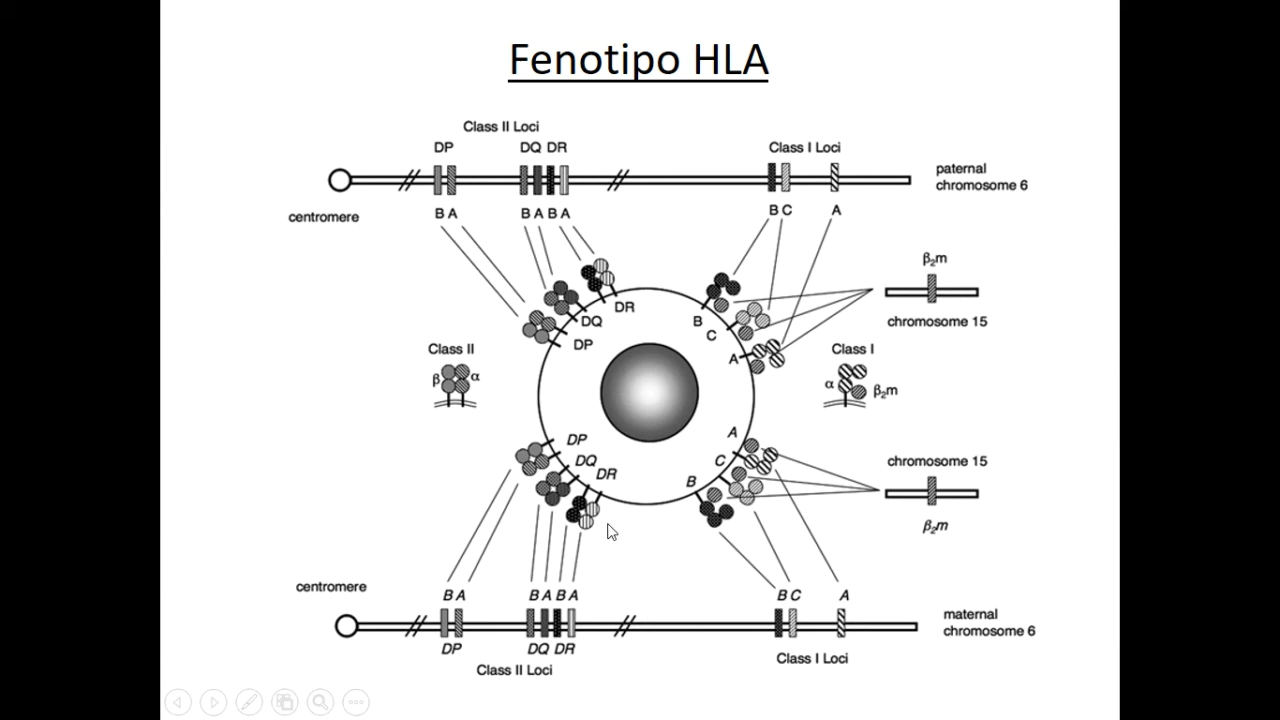 Fenotipo HLA
Class II Loci
DP
DQ DR
Class I Loci
paternal
chromosome 6
centromere
B A
B A B A
B C
A
β₂m
chromosome 15
DR
DQ
DP
B
C
A
Class II
β α
Class I
α β₂m
DP
DQ
DR
A
C
B
chromosome 15
β₂m
centromere
B A
B A B A
B C
A
maternal
chromosome 6
DP
DQ DR
Class II Loci
Class I Loci